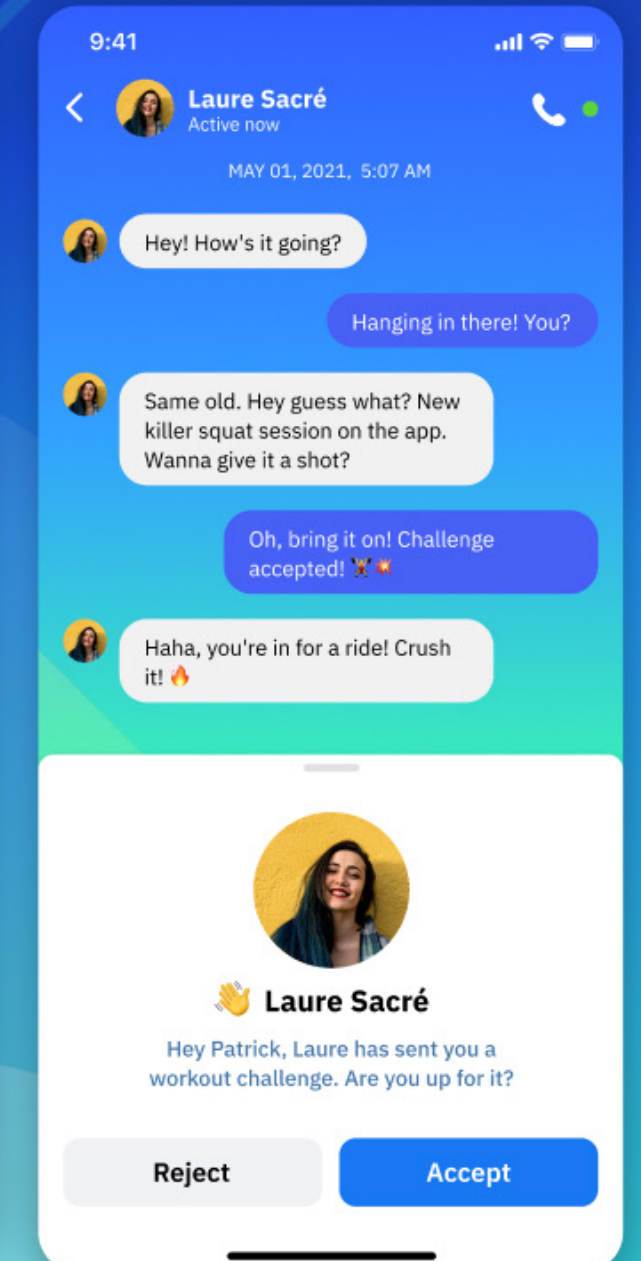 9:41
Laure Sacré
Active now
MAY 01, 2021, 5:07 AM
Hey! How's it going?
Hanging in there! You?
Same old. Hey guess what? New
killer squat session on the app.
Wanna give it a shot?
Oh, bring it on! Challenge
accepted! 🏋️💥
Haha, you're in for a ride! Crush
it! 🔥
👋 Laure Sacré
Hey Patrick, Laure has sent you a
workout challenge. Are you up for it?
Reject
Accept